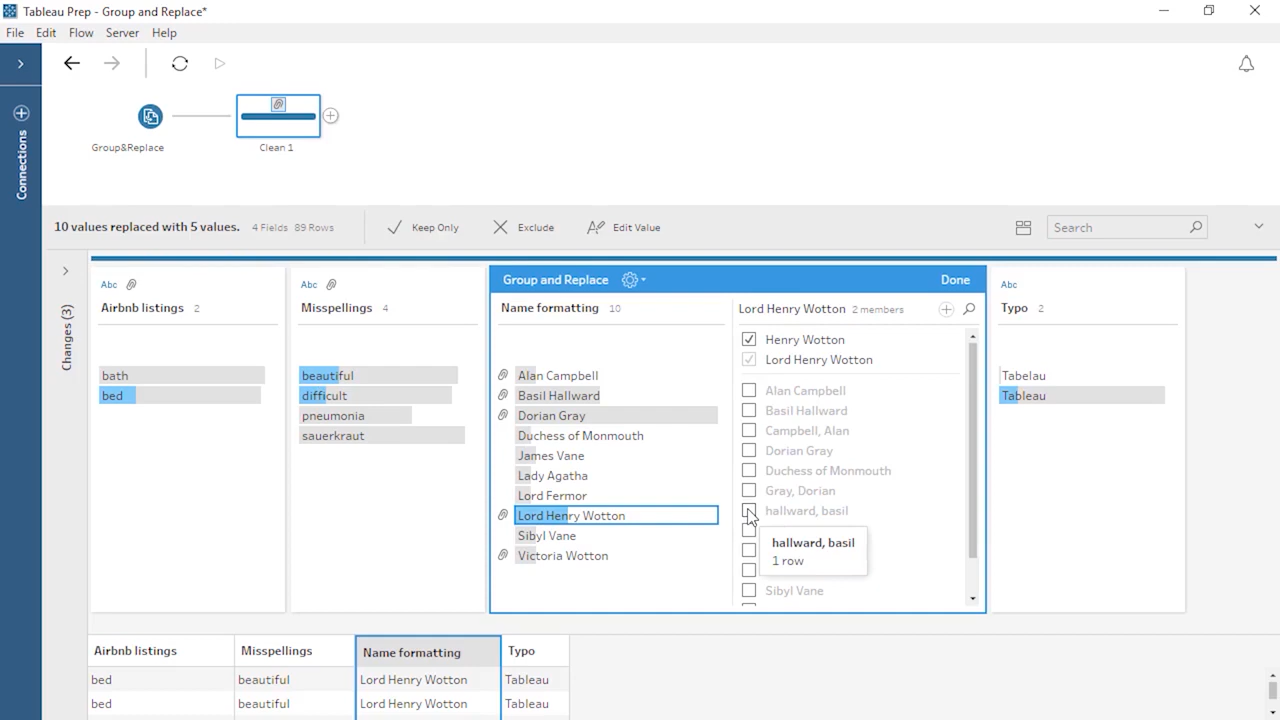 Tableau Prep - Group and Replace*
File Edit Flow Server Help
Connections
Group&Replace
Clean 1
10 values replaced with 5 values. 4 Fields 89 Rows
Keep Only
Exclude
Edit Value
Search
Changes (3)
Abc
Airbnb listings 2
bath
bed
Abc
Misspellings 4
beautiful
difficult
pneumonia
sauerkraut
Group and Replace
Done
Name formatting 10
Alan Campbell
Basil Hallward
Dorian Gray
Duchess of Monmouth
James Vane
Lady Agatha
Lord Fermor
Lord Henry Wotton
Sibyl Vane
Victoria Wotton
Lord Henry Wotton 2 members
Henry Wotton
Lord Henry Wotton
Alan Campbell
Basil Hallward
Campbell, Alan
Dorian Gray
Duchess of Monmouth
Gray, Dorian
hallward, basil
hallward, basil
1 row
Sibyl Vane
Abc
Typo 2
Tabelau
Tableau
Airbnb listings Misspellings Name formatting Typo
bed beautiful Lord Henry Wotton Tableau
bed beautiful Lord Henry Wotton Tableau